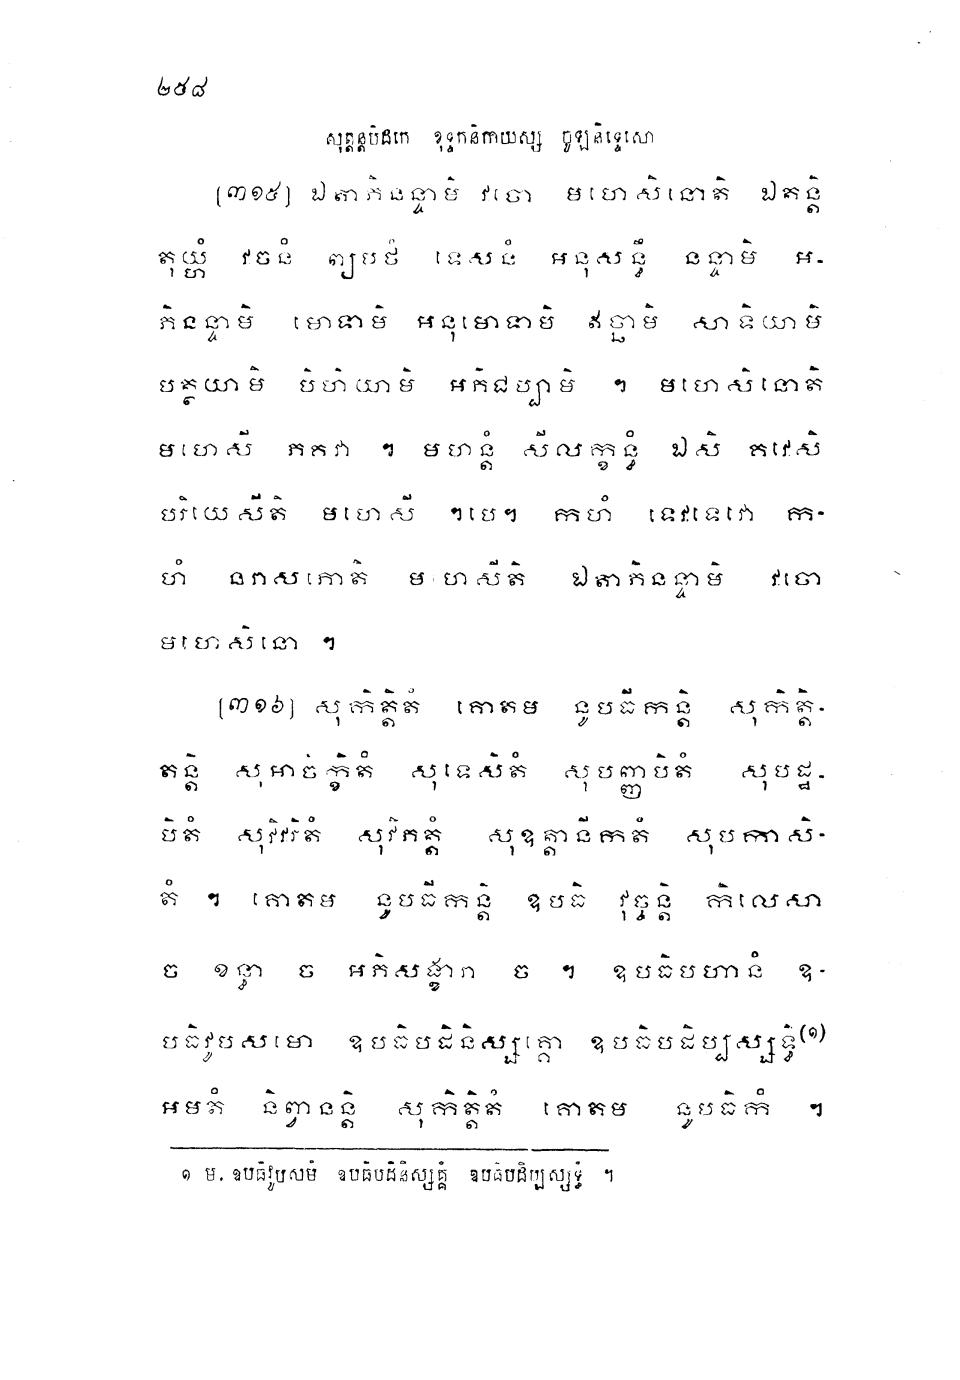 ២៥៨
សុត្តន្តបិដកេ ខុទ្ទកនិកាយស្ស ចូឡនិទ្ទេសោ
[៣១៥] ឯតាភិនន្ទាមិ វចោ មហេសិនោតិ ឯតន្តិ
តុយ្ហំ វចនំ ព្យបថំ ទេសនំ អនុសន្ធឹ នន្ទាមិ អ-
ភិនន្ទាមិ មោទាមិ អនុមោទាមិ ឥច្ឆាមិ សាទិយាមិ
បត្ថយាមិ បិហិយាមិ អភិជប្បាមិ ។ មហេសិនោតិ
មហេសី ភគវា ។ មហន្តំ សីលក្ខន្ធំ ឯសិ គវេសិ
បរិយេសីតិ មហេសី ។បេ។ កហំ ទេវទេវោ ក-
ហំ នរាសភោតិ មហេសីតិ ឯតាភិនន្ទាមិ វចោ
មហេសិនោ ។
[៣១៦] សុកិត្តិតំ គោតម នូបធីកន្តិ សុកិត្តិ-
តន្តិ សុអាចិក្ខិតំ សុទេសិតំ សុបញ្ញបិតំ សុបដ្ឋ-
បិតំ សុវិវរិតំ សុវិភត្តំ សុឧត្តានីកតំ សុបកាសិ-
តំ ។ គោតម នូបធីកន្តិ ឧបធិ វុច្ចន្តិ កិលេសា
ច ខន្ធា ច អភិសង្ខារា ច ។ ឧបធិបហានំ ឧ-
បធិវូបសមោ ឧបធិបដិនិស្សគ្គោ ឧបធិបដិប្បស្សទ្ធិ(១)
អមតំ និព្វានន្តិ សុកិត្តិតំ គោតម នូបធិកំ ។
១ ម. ឧបធិវូបសមំ ឧបធិបដិនិស្សគ្គំ ឧបធិបដិប្បស្សទ្ធំ ។